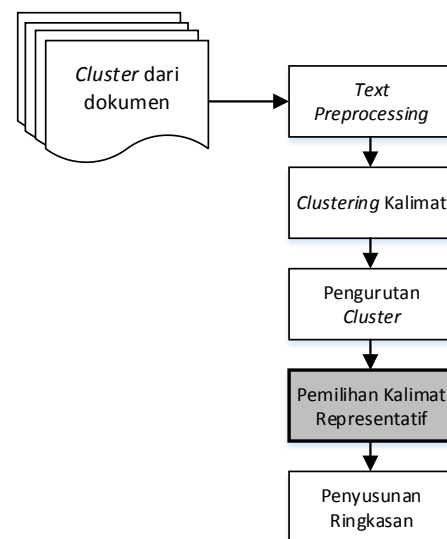 Cluster dari
dokumen
Text
Preprocessing
Clustering Kalimat
Pengurutan
Cluster
Pemilihan Kalimat
Representatif
Penyusunan
Ringkasan